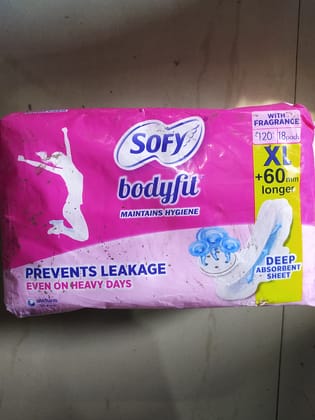 WITH
FRAGRANCE
₹120 18pads
SOFY
XL
+60mm
longer
bodyfit
MAINTAINS HYGIENE
DEEP
ABSORBENT
SHEET
PREVENTS LEAKAGE
EVEN ON HEAVY DAYS
unicharm